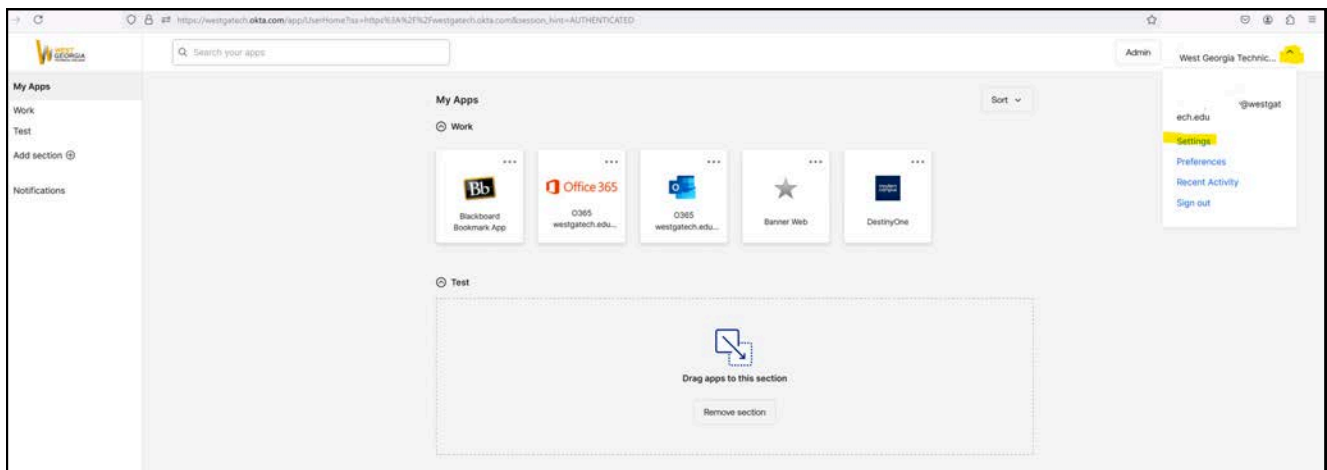 https://westgatech.okta.com/app/UserHome?iss=https%3A%2F%2Fwestgatech.okta.com&session_hint=AUTHENTICATED
WEST
GEORGIA
Search your apps
Admin
West Georgia Technic...
My Apps
Work
Test
Add section
Notifications
My Apps
Sort
Work
Bb
Blackboard
Bookmark App
Office 365
O365
westgatech.edu...
O365
westgatech.edu...
Banner Web
DestinyOne
@westgat
ech.edu
Settings
Preferences
Recent Activity
Sign out
Test
Drag apps to this section
Remove section